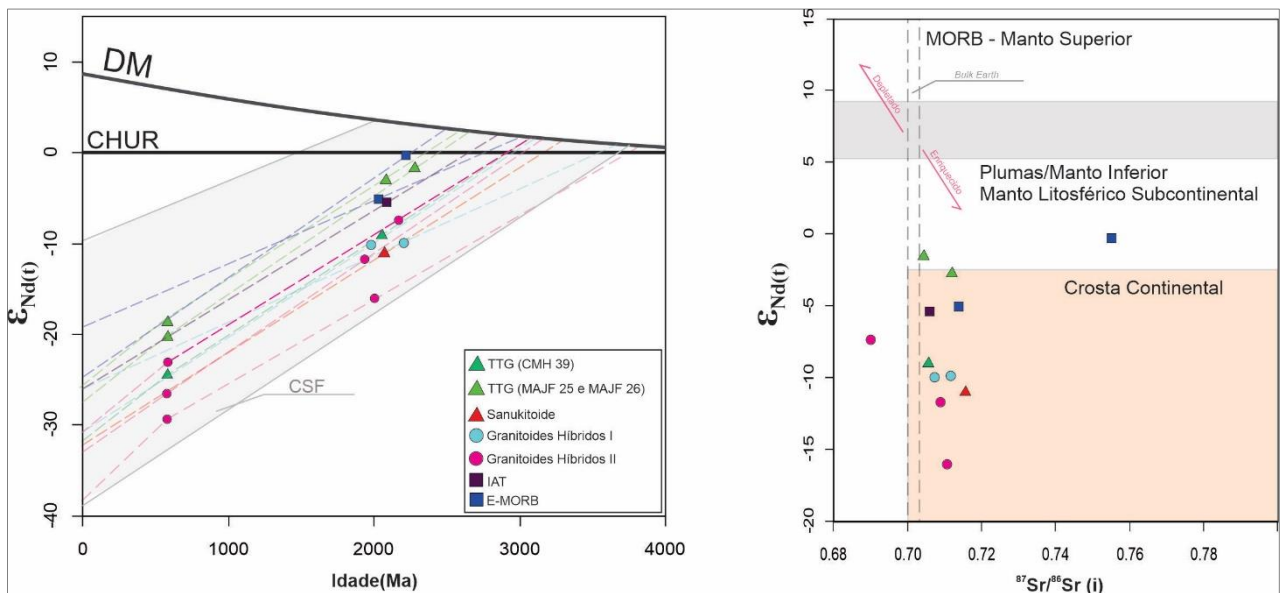 10
0
-10
-20
-30
-40
εNd(t)
DM
CHUR
CSF
TTG (CMH 39)
TTG (MAJF 25 e MAJF 26)
Sanukitoide
Granitoides Híbridos I
Granitoides Híbridos II
IAT
E-MORB
0
1000
2000
3000
4000
Idade(Ma)
15
10
5
0
-5
-10
-15
-20
εNd(t)
MORB - Manto Superior
Bulk Earth
Depletado
Enriquecido
Plumas/Manto Inferior
Manto Litosférico Subcontinental
Crosta Continental
0.68
0.70
0.72
0.74
0.76
0.78
⁸⁷Sr/⁸⁶Sr (i)